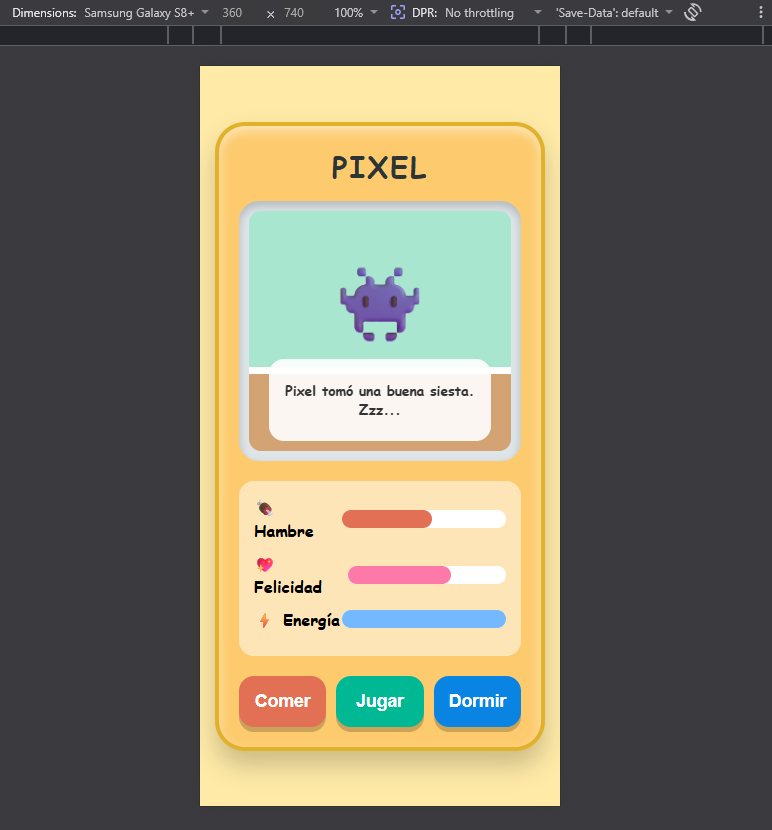 Dimensions: Samsung Galaxy S8+ 360 × 740 100% DPR: No throttling 'Save-Data': default
PIXEL
Pixel tomó una buena siesta.
Zzz...
Hambre
Felicidad
Energía
Comer Jugar Dormir